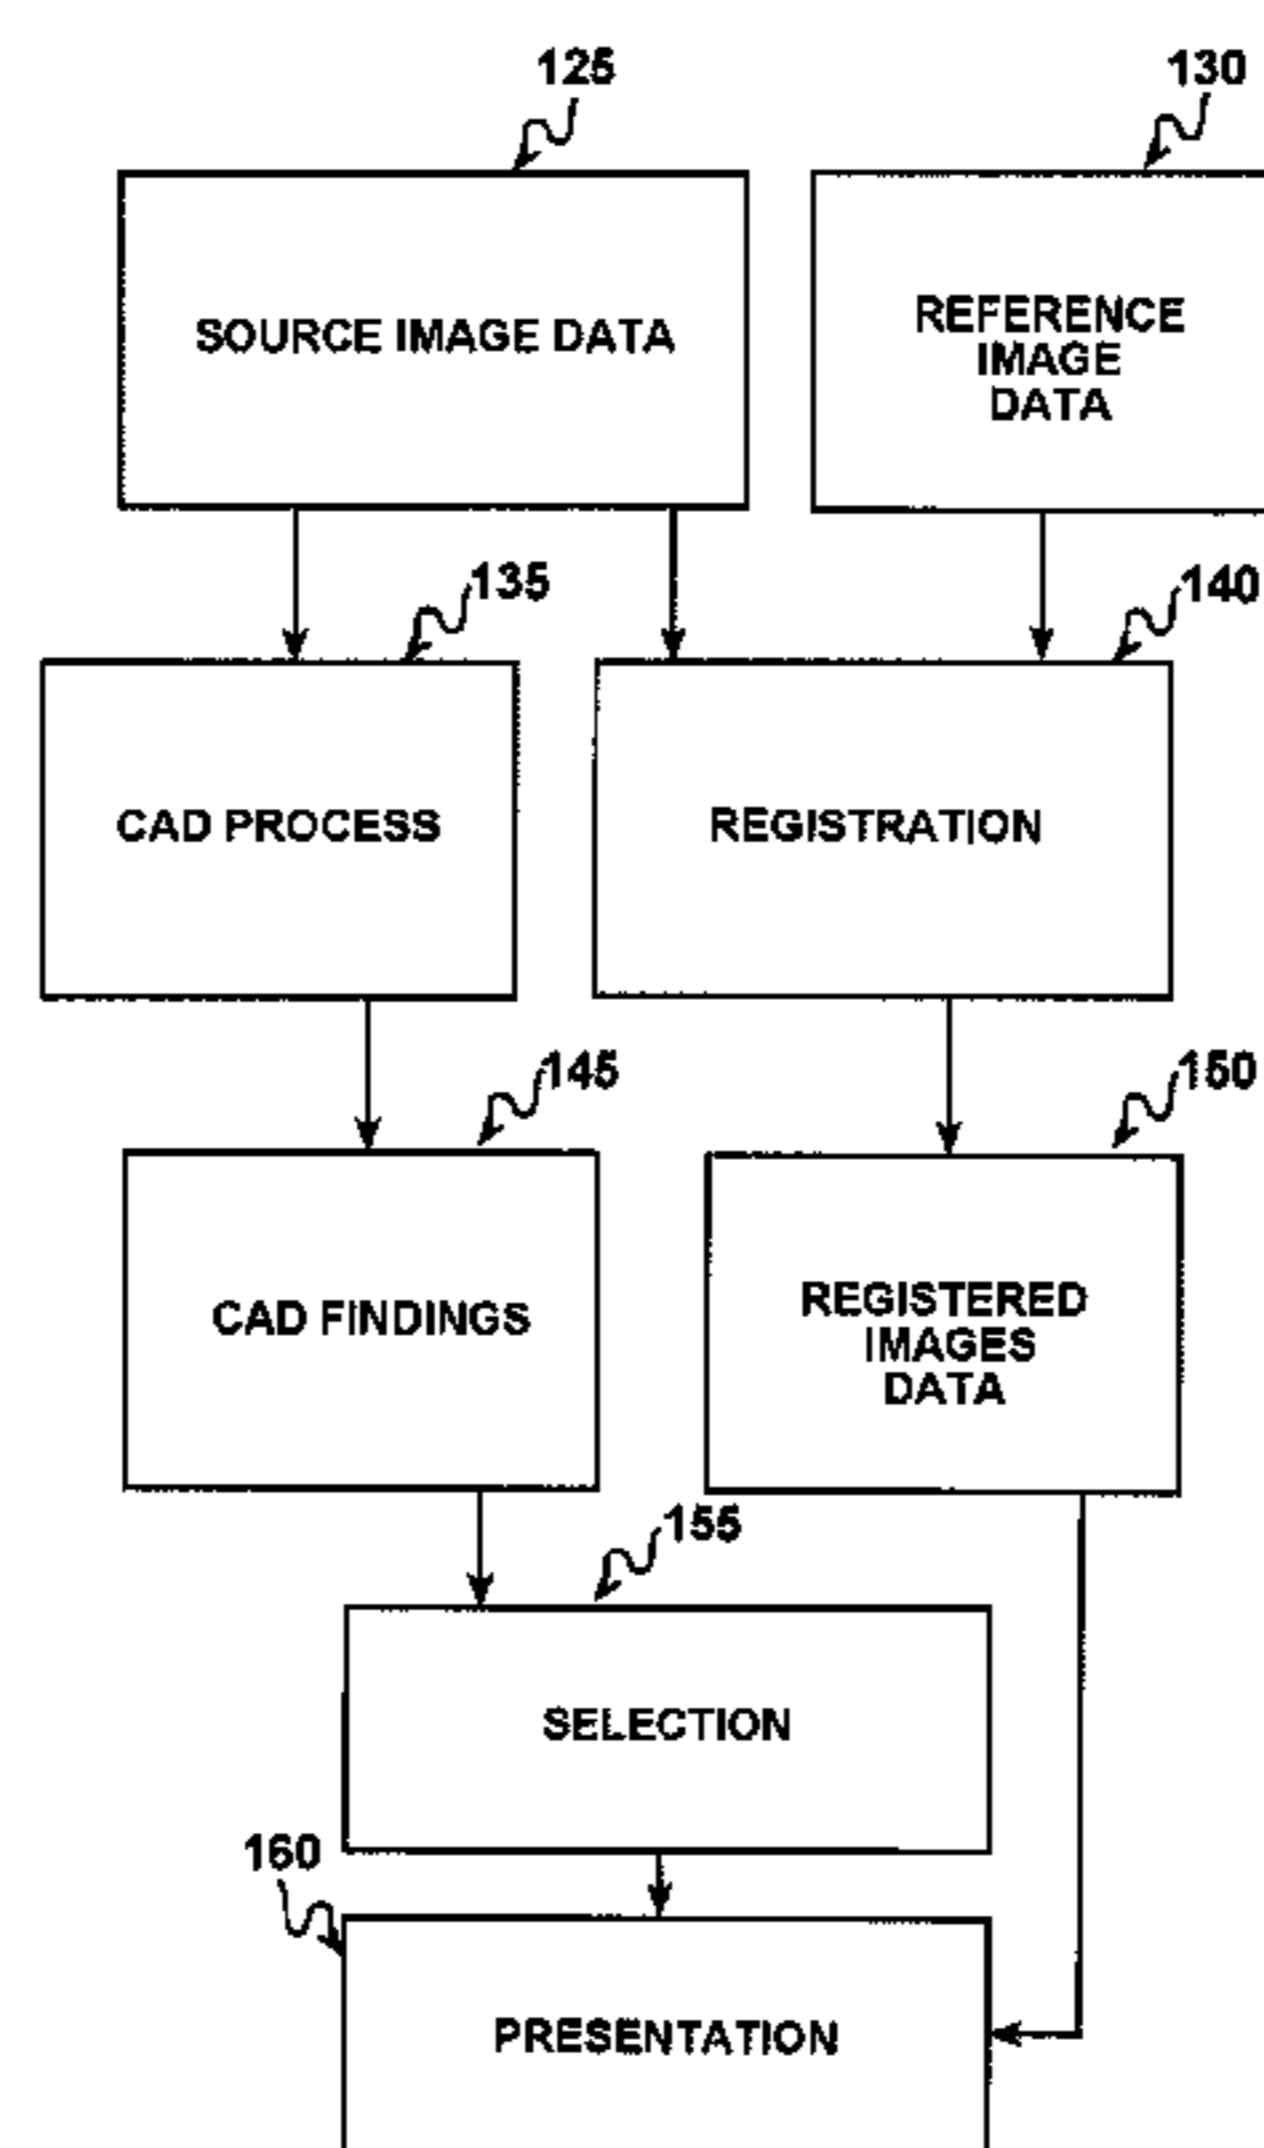 125
130
SOURCE IMAGE DATA
REFERENCE
IMAGE
DATA
135
140
CAD PROCESS
REGISTRATION
145
150
CAD FINDINGS
REGISTERED
IMAGES
DATA
155
SELECTION
160
PRESENTATION